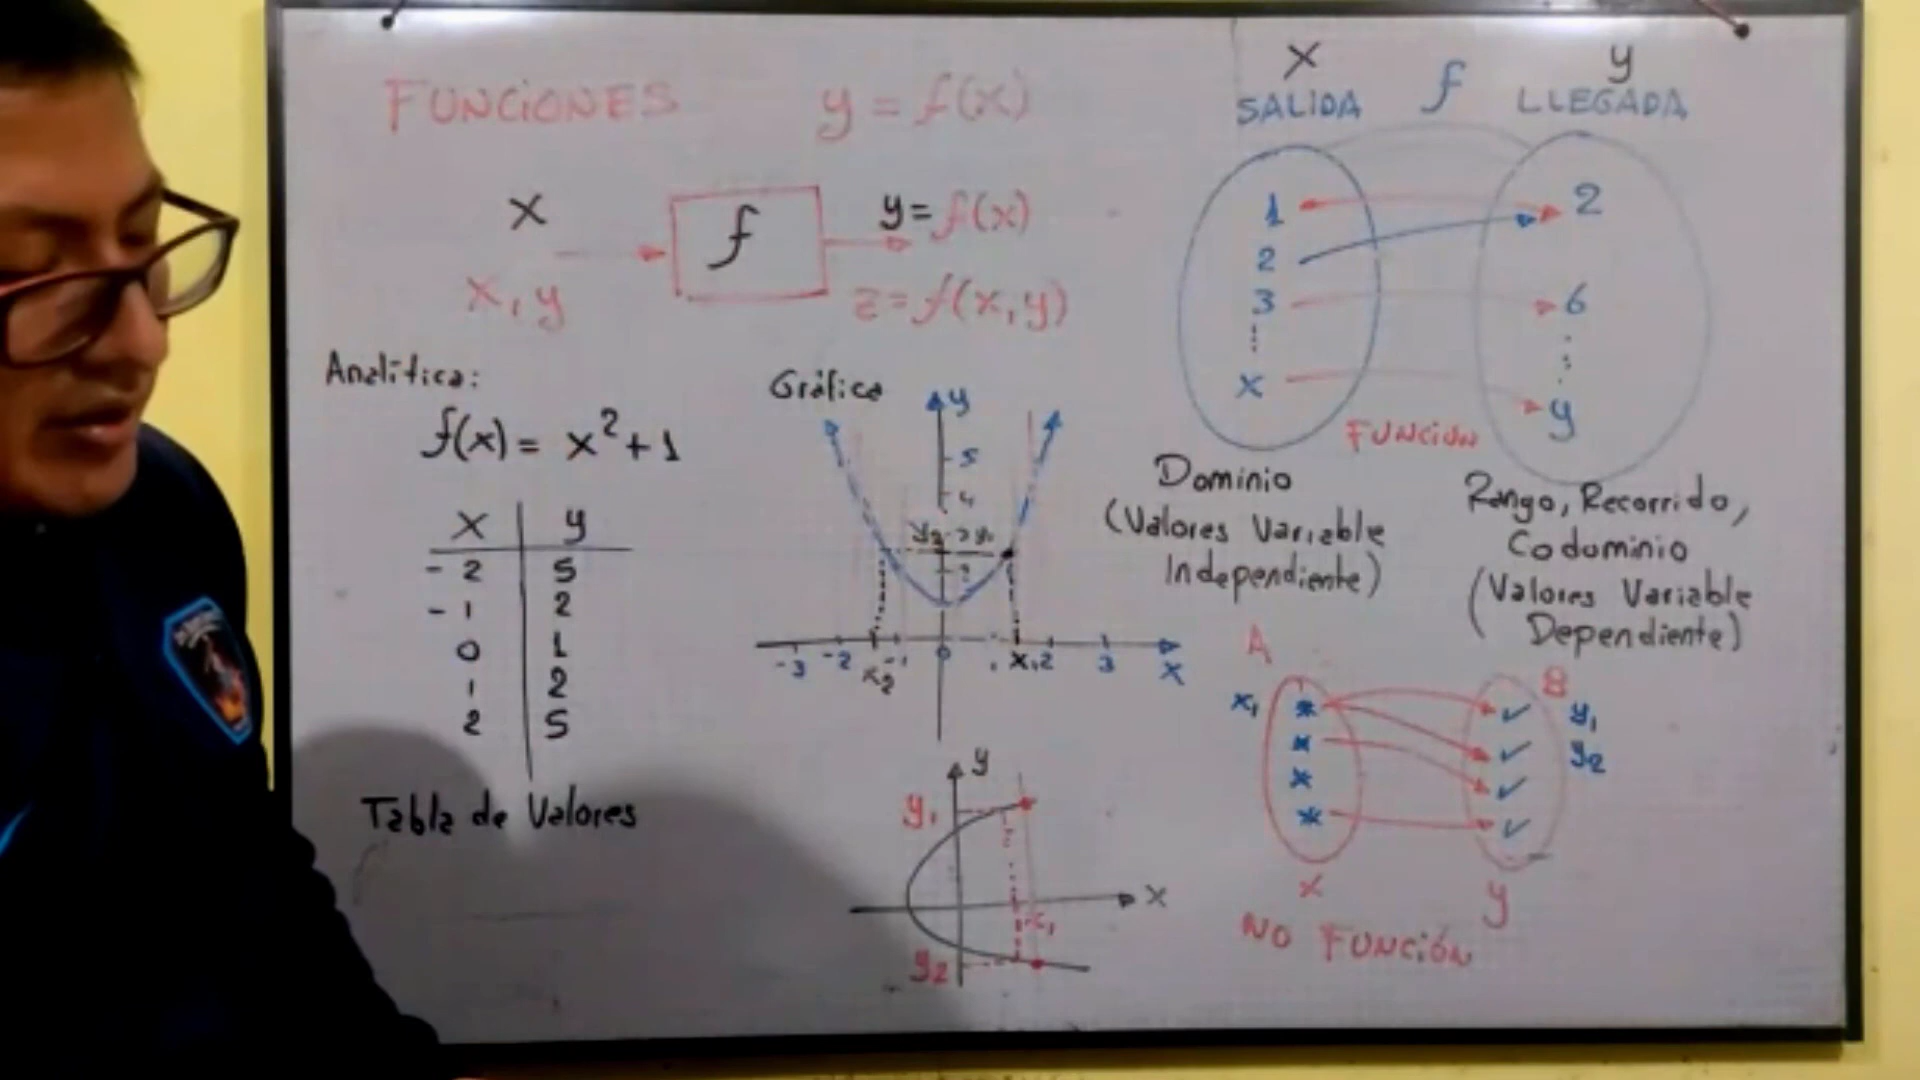 FUNCIONES y = f(x)
x f y = f(x)
x, y z = f(x, y)
Analítica:
f(x) = x² + 1
x y
-2 5
-1 2
0 1
1 2
2 5
Tabla de Valores
Gráfica
y
5
4
-3 -2 x₂ -1 0 x₁ 2 3 x
y
y₁
x₁ x
y₂
x f y
SALIDA LLEGADA
1 2
2
3 6
x y
FUNCIÓN
Dominio
(Valores Variable
Independiente)
Rango, Recorrido,
Codominio
(Valores Variable
Dependiente)
A B
x₁ y₁
y₂
x y
NO FUNCIÓN